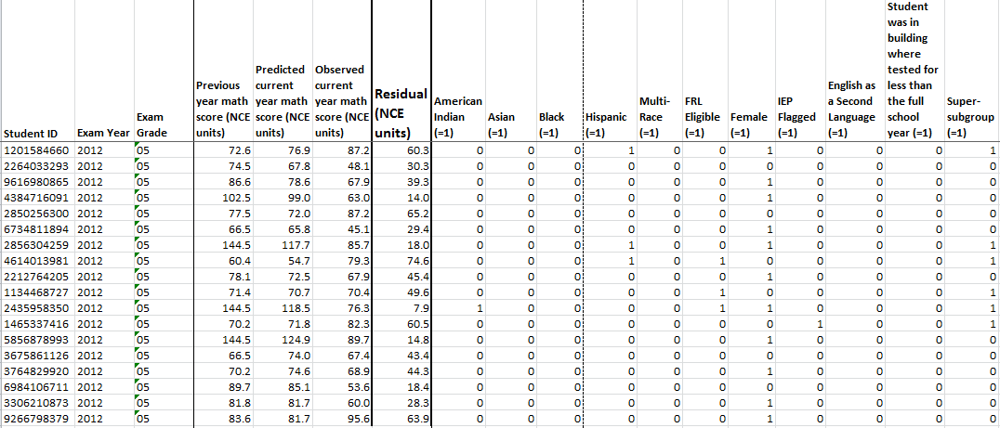 Student ID
Exam Year
Exam
Grade
Previous
year math
score (NCE
units)
Predicted
current
year math
score (NCE
units)
Observed
current
year math
score (NCE
units)
Residual
(NCE
units)
American
Indian
(=1)
Asian
(=1)
Black
(=1)
Hispanic
(=1)
Multi-
Race
(=1)
FRL
Eligible
(=1)
Female
(=1)
IEP
Flagged
(=1)
English as
a Second
Language
(=1)
Student
was in
building
where
tested for
less than
the full
school
year (=1)
Super-
subgroup
(=1)
1201584660 2012 05 72.6 76.9 87.2 60.3 0 0 0 1 0 0 1 0 0 0 1
2264033293 2012 05 74.5 67.8 48.1 30.3 0 0 0 0 0 0 0 0 0 0 0
9616980865 2012 05 86.6 78.6 67.9 39.3 0 0 0 0 0 0 1 0 0 0 0
4384716091 2012 05 102.5 99.0 63.0 14.0 0 0 0 0 0 0 1 0 0 0 0
2850256300 2012 05 77.5 72.0 87.2 65.2 0 0 0 0 0 0 0 0 0 0 0
6734811894 2012 05 66.5 65.8 45.1 29.4 0 0 0 0 0 0 1 0 0 0 0
2856304259 2012 05 144.5 117.7 85.7 18.0 0 0 0 1 0 0 1 0 0 0 1
4614013981 2012 05 60.4 54.7 79.3 74.6 0 0 0 1 0 1 0 0 0 0 1
2212764205 2012 05 78.1 72.5 67.9 45.4 0 0 0 0 0 0 1 0 0 0 0
1134468727 2012 05 71.4 70.7 70.4 49.6 0 0 0 0 0 1 0 0 0 0 1
2435958350 2012 05 144.5 118.5 76.3 7.9 1 0 0 0 0 1 1 0 0 0 1
1465337416 2012 05 70.2 71.8 82.3 60.5 0 0 0 0 0 0 0 1 0 0 1
5856878993 2012 05 144.5 124.9 89.7 14.8 0 0 0 0 0 0 1 0 0 0 0
3675861126 2012 05 66.5 74.0 67.4 43.4 0 0 0 0 0 0 0 0 0 0 0
3764829920 2012 05 70.2 74.6 68.9 44.3 0 0 0 0 0 0 1 0 0 0 0
6984106711 2012 05 89.7 85.1 53.6 18.4 0 0 0 0 0 0 0 0 0 0 0
3306210873 2012 05 81.8 81.7 60.0 28.3 0 0 0 0 0 0 1 0 0 0 0
9266798379 2012 05 83.6 81.7 95.6 63.9 0 0 0 0 0 0 1 0 0 0 0